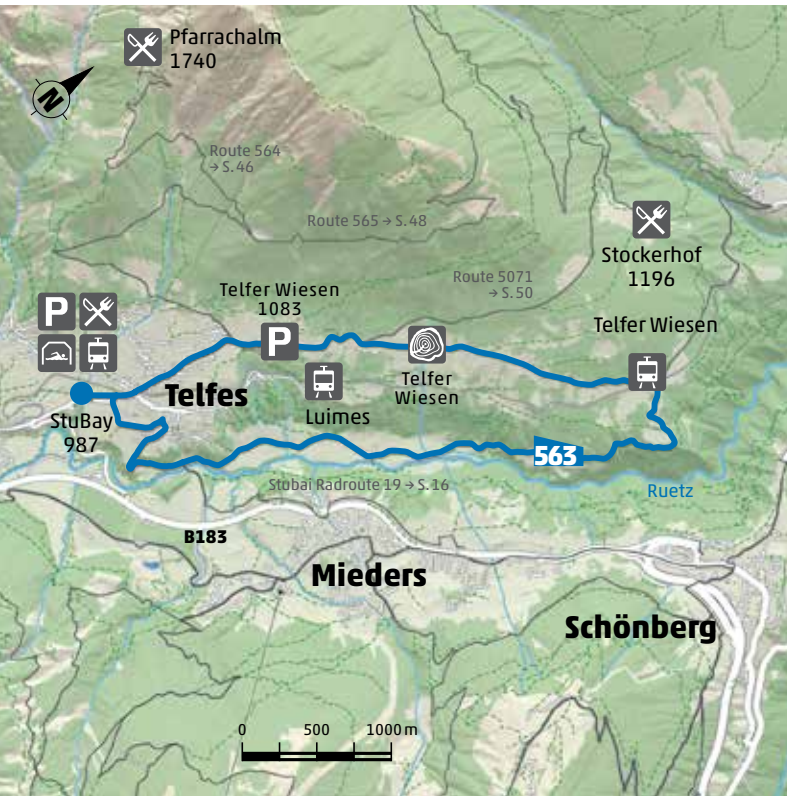 Pfarrachalm
1740
N
Route 564
→ S. 46
Route 565 → S. 48
Stockerhof
1196
Route 5071
→ S. 50
Telfer Wiesen
1083
P
P
Telfer Wiesen
Telfes
Telfer
Wiesen
Luimes
StuBay
987
563
Stubai Radroute 19 → S. 16
Ruetz
B183
Mieders
Schönberg
0 500 1000 m